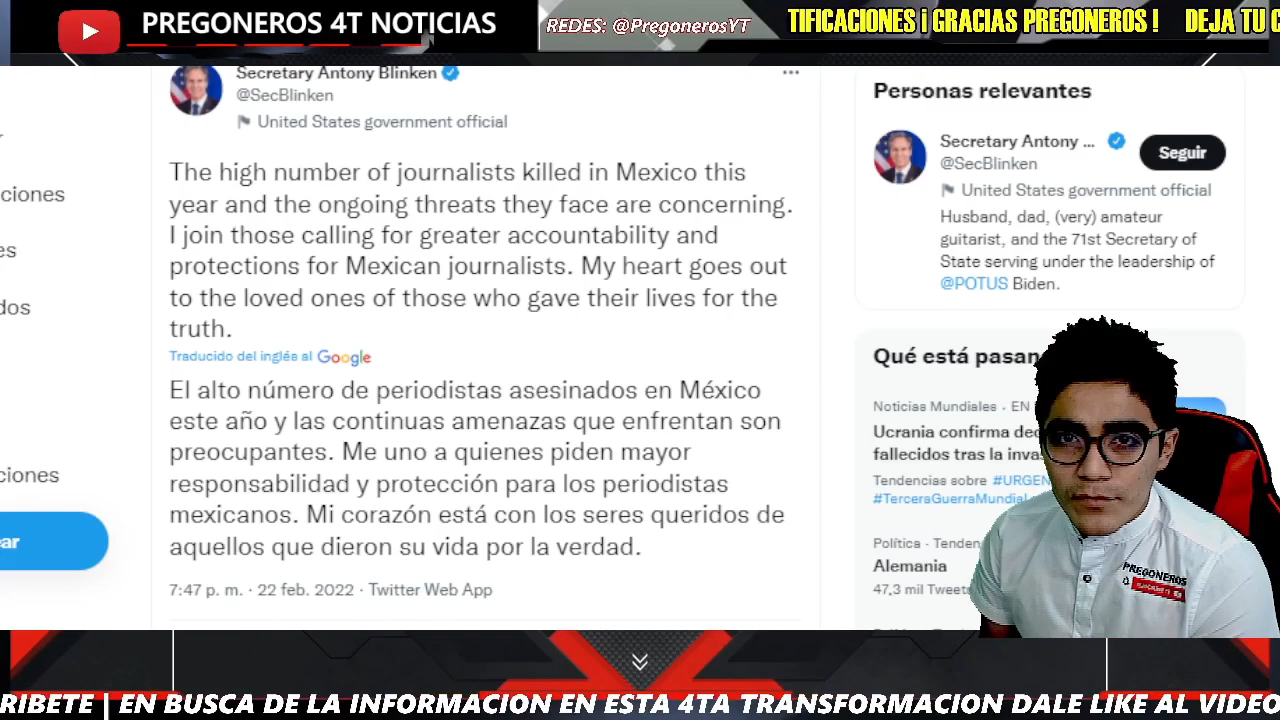 PREGONEROS 4T NOTICIAS
REDES: @PregonerosYT
TIFICACIONES ¡ GRACIAS PREGONEROS !    DEJA TU
Secretary Antony Blinken
@SecBlinken
United States government official
The high number of journalists killed in Mexico this
year and the ongoing threats they face are concerning.
I join those calling for greater accountability and
protections for Mexican journalists. My heart goes out
to the loved ones of those who gave their lives for the
truth.
Traducido del inglés al Google
El alto número de periodistas asesinados en México
este año y las continuas amenazas que enfrentan son
preocupantes. Me uno a quienes piden mayor
responsabilidad y protección para los periodistas
mexicanos. Mi corazón está con los seres queridos de
aquellos que dieron su vida por la verdad.
7:47 p. m. · 22 feb. 2022 · Twitter Web App
ciones
es
dos
ciones
ear
Personas relevantes
Secretary Antony ...
@SecBlinken
Seguir
United States government official
Husband, dad, (very) amateur
guitarist, and the 71st Secretary of
State serving under the leadership of
@POTUS Biden.
Qué está pasan
Noticias Mundiales · EN
Ucrania confirma dec
fallecidos tras la invas
Tendencias sobre #URGEN
#TerceraGuerraMundial
Política · Tenden
Alemania
47,3 mil Tweets
PREGONEROS
RIBETE | EN BUSCA DE LA INFORMACION EN ESTA 4TA TRANSFORMACION DALE LIKE AL VIDEO